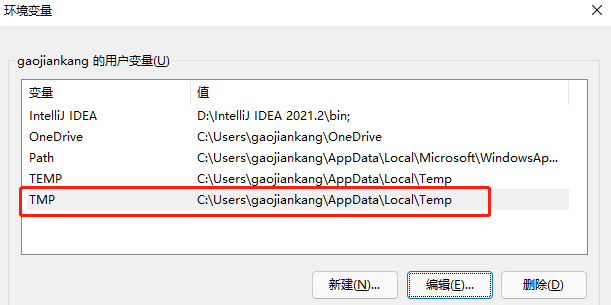 环境变量
gaojiankang 的用户变量(U)
变量 值
IntelliJ IDEA D:\IntelliJ IDEA 2021.2\bin;
OneDrive C:\Users\gaojiankang\OneDrive
Path C:\Users\gaojiankang\AppData\Local\Microsoft\WindowsAp...
TEMP C:\Users\gaojiankang\AppData\Local\Temp
TMP C:\Users\gaojiankang\AppData\Local\Temp
新建(N)... 编辑(E)... 删除(D)